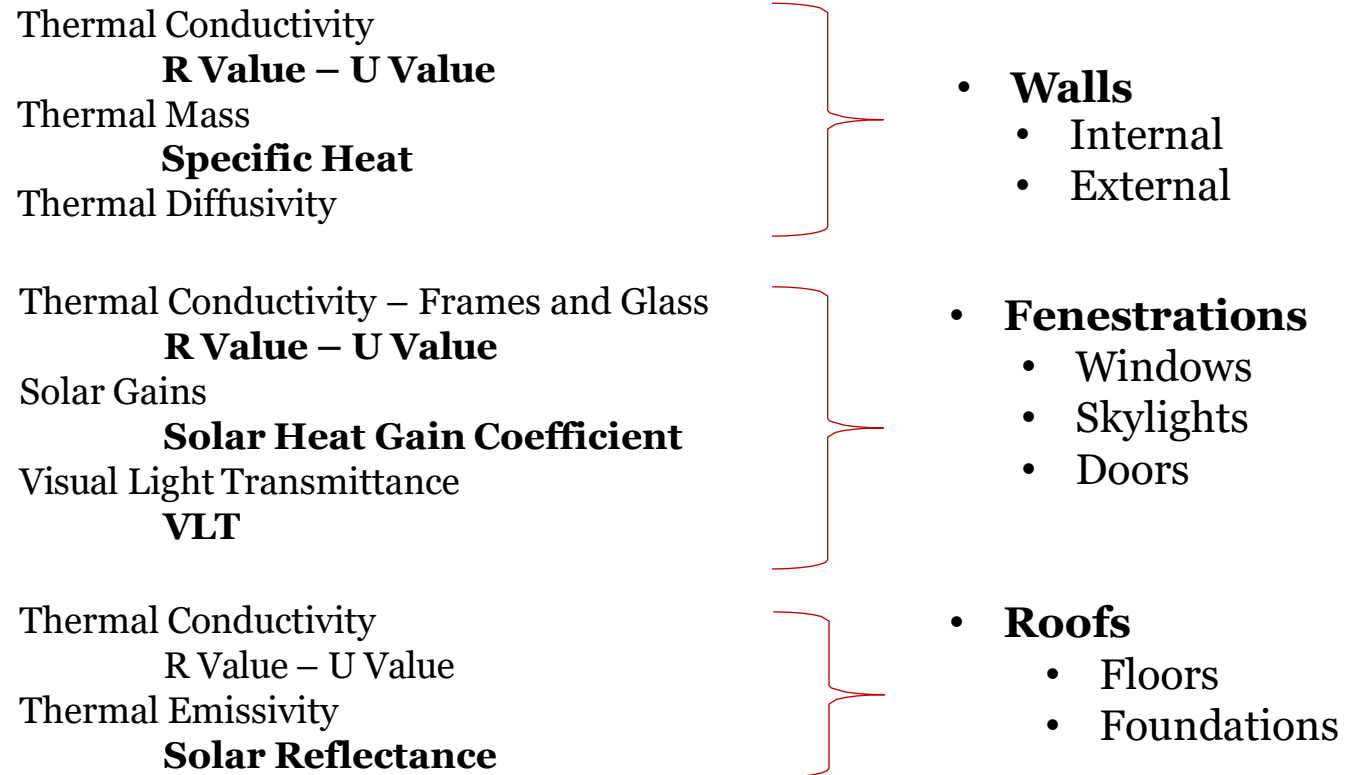 Thermal Conductivity
R Value – U Value
Thermal Mass
Specific Heat
Thermal Diffusivity
• Walls
• Internal
• External
Thermal Conductivity – Frames and Glass
R Value – U Value
Solar Gains
Solar Heat Gain Coefficient
Visual Light Transmittance
VLT
• Fenestrations
• Windows
• Skylights
• Doors
Thermal Conductivity
R Value – U Value
Thermal Emissivity
Solar Reflectance
• Roofs
• Floors
• Foundations